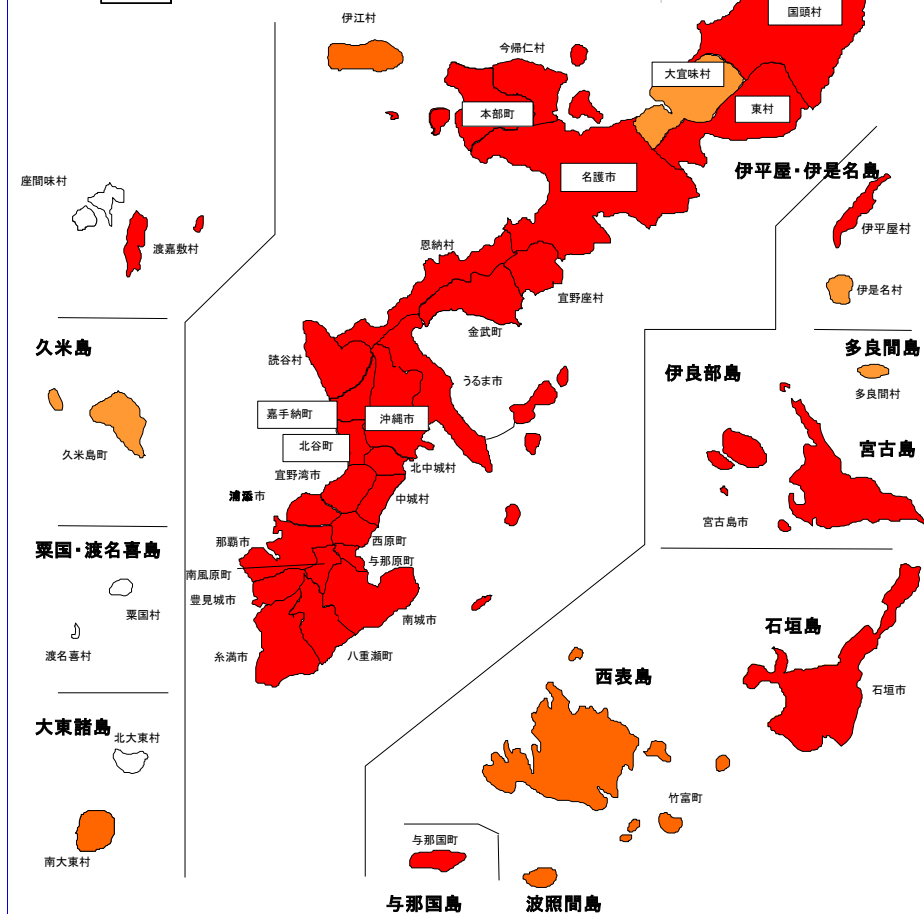 国頭村
伊江村
今帰仁村
大宜味村
本部町
東村
名護市
伊平屋・伊是名島
座間味村
伊平屋村
渡嘉敷村
恩納村
伊是名村
宜野座村
金武町
久米島
読谷村
うるま市
伊良部島
多良間島
多良間村
嘉手納町
沖縄市
北谷町
久米島町
宮古島
宜野湾市
北中城村
中城村
浦添市
宮古島市
那覇市
西原町
粟国・渡名喜島
与那原町
南風原町
豊見城市
粟国村
南城市
石垣島
渡名喜村
糸満市
八重瀬町
西表島
石垣市
大東諸島
北大東村
竹富町
与那国町
南大東村
与那国島
波照間島